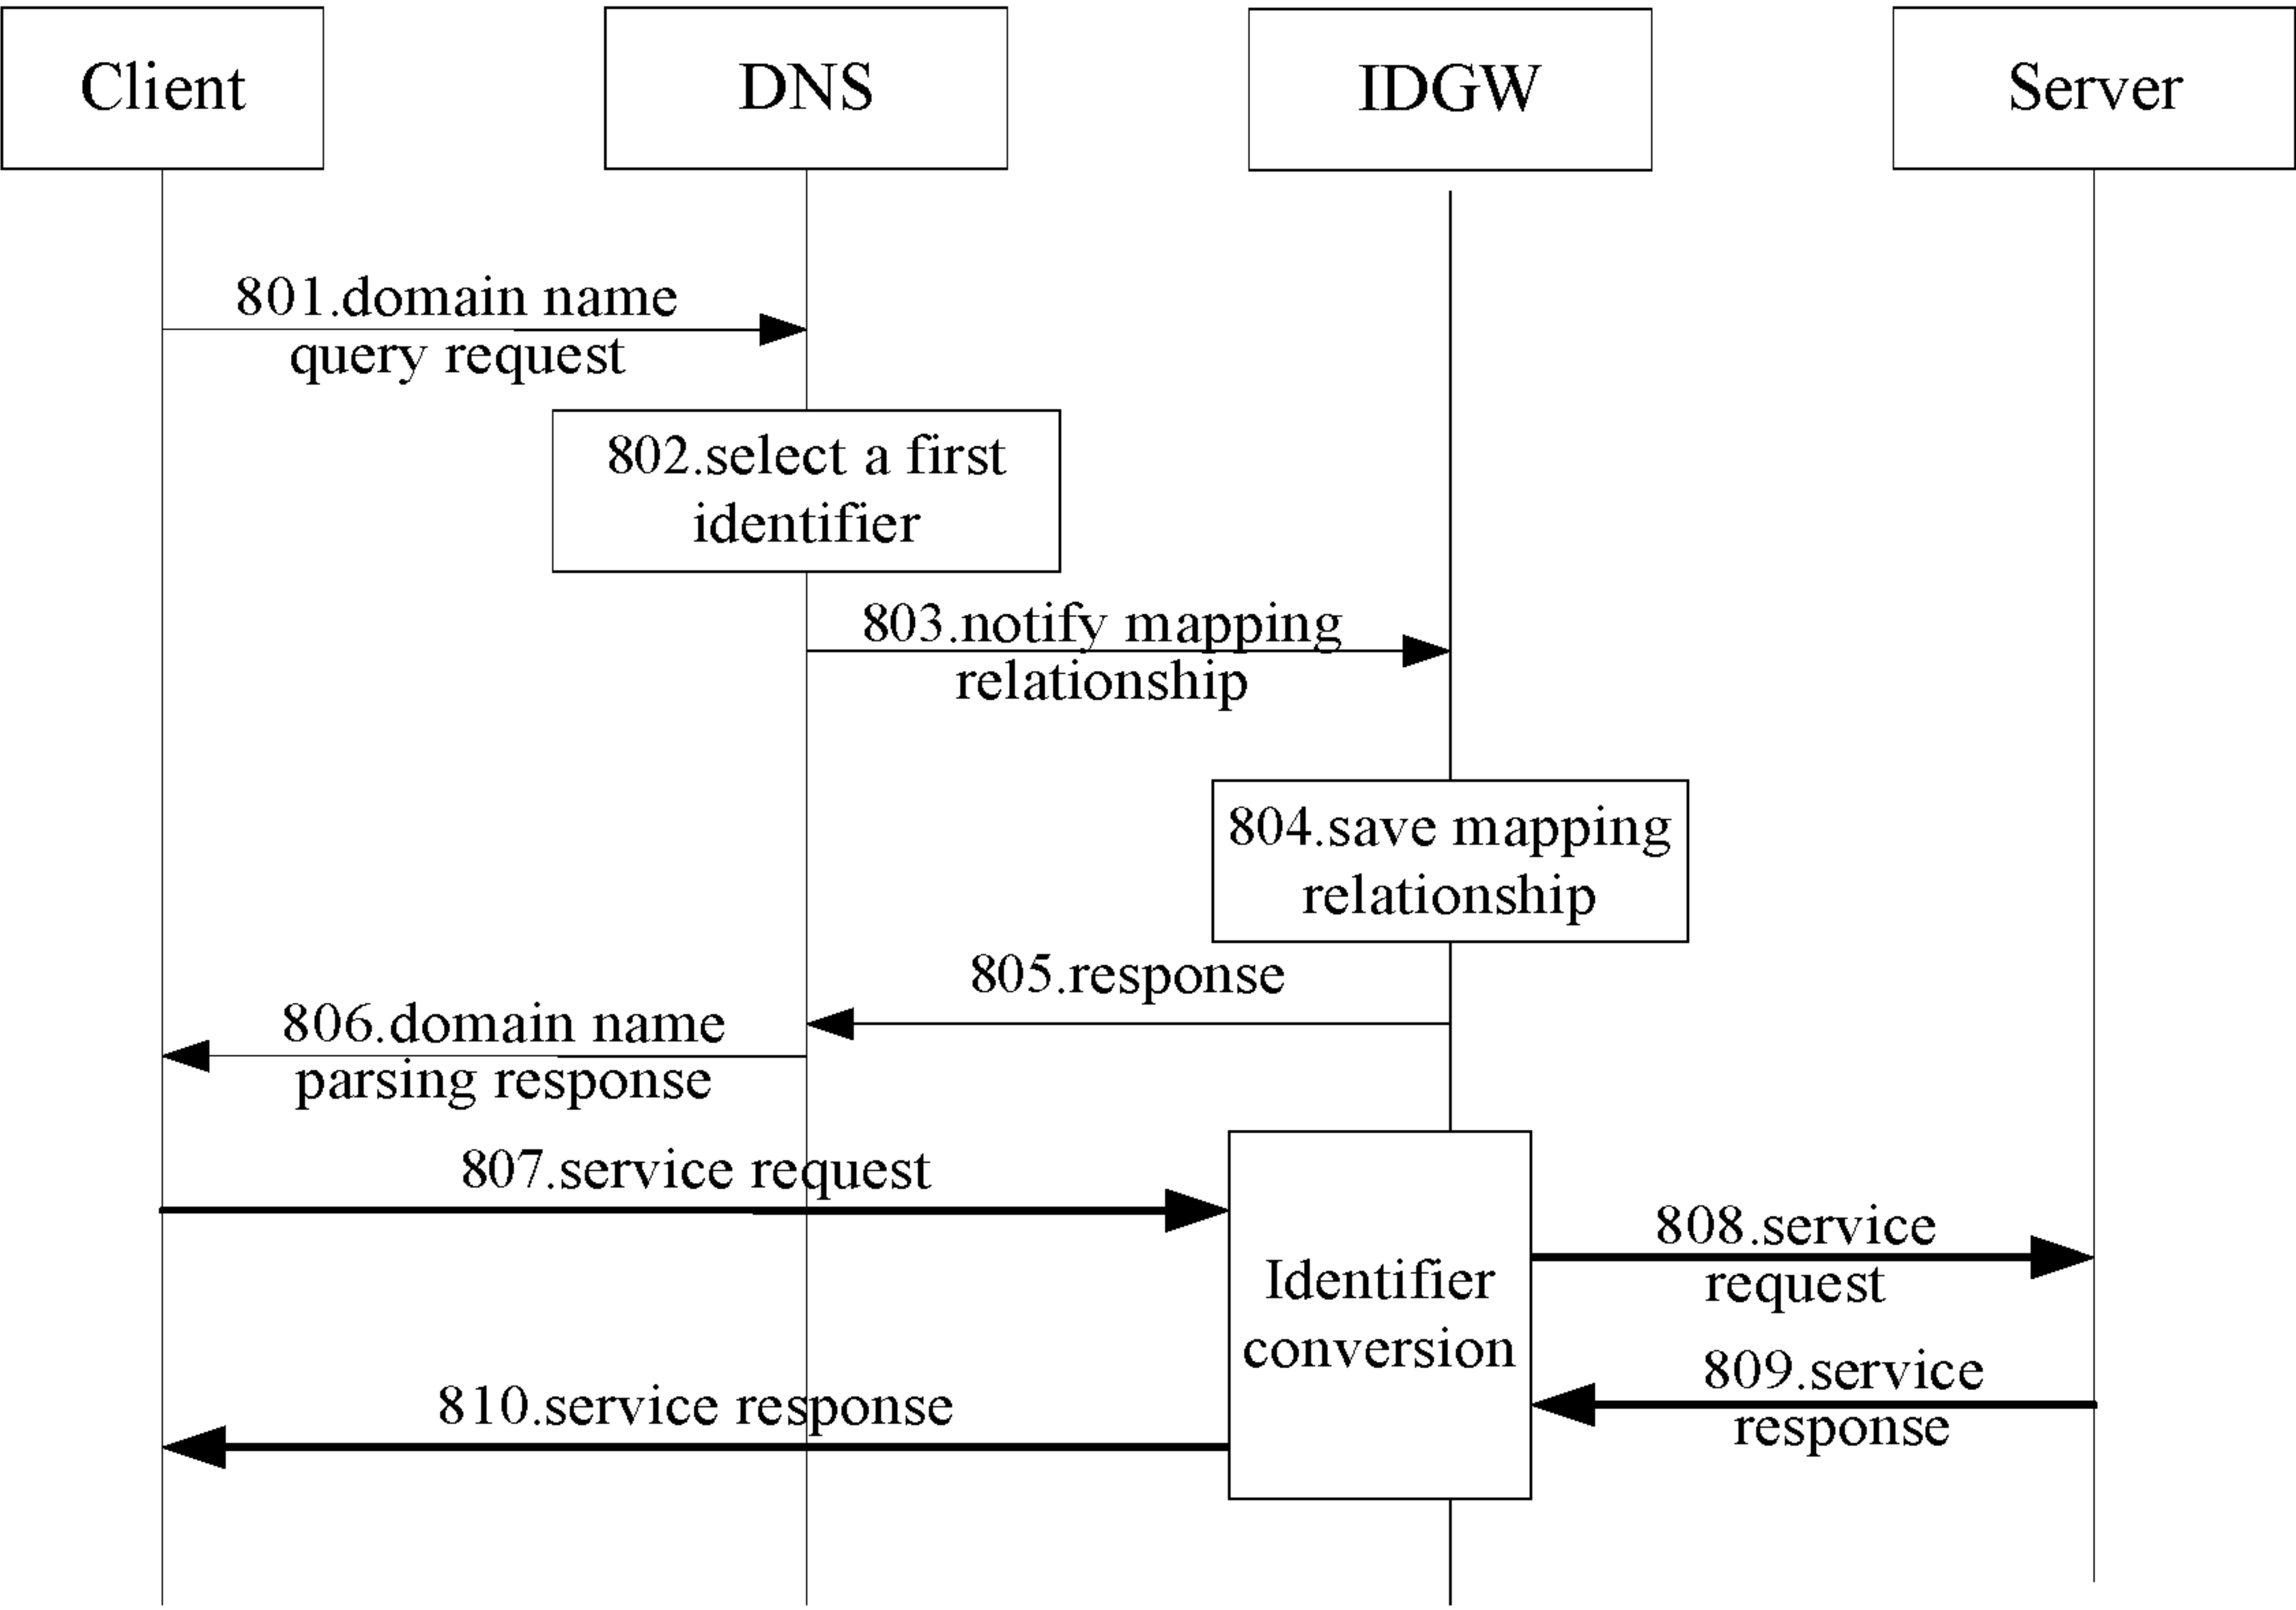 Client
DNS
IDGW
Server
801.domain name
query request
802.select a first
identifier
803.notify mapping
relationship
804.save mapping
relationship
805.response
806.domain name
parsing response
807.service request
808.service
request
Identifier
conversion
809.service
response
810.service response